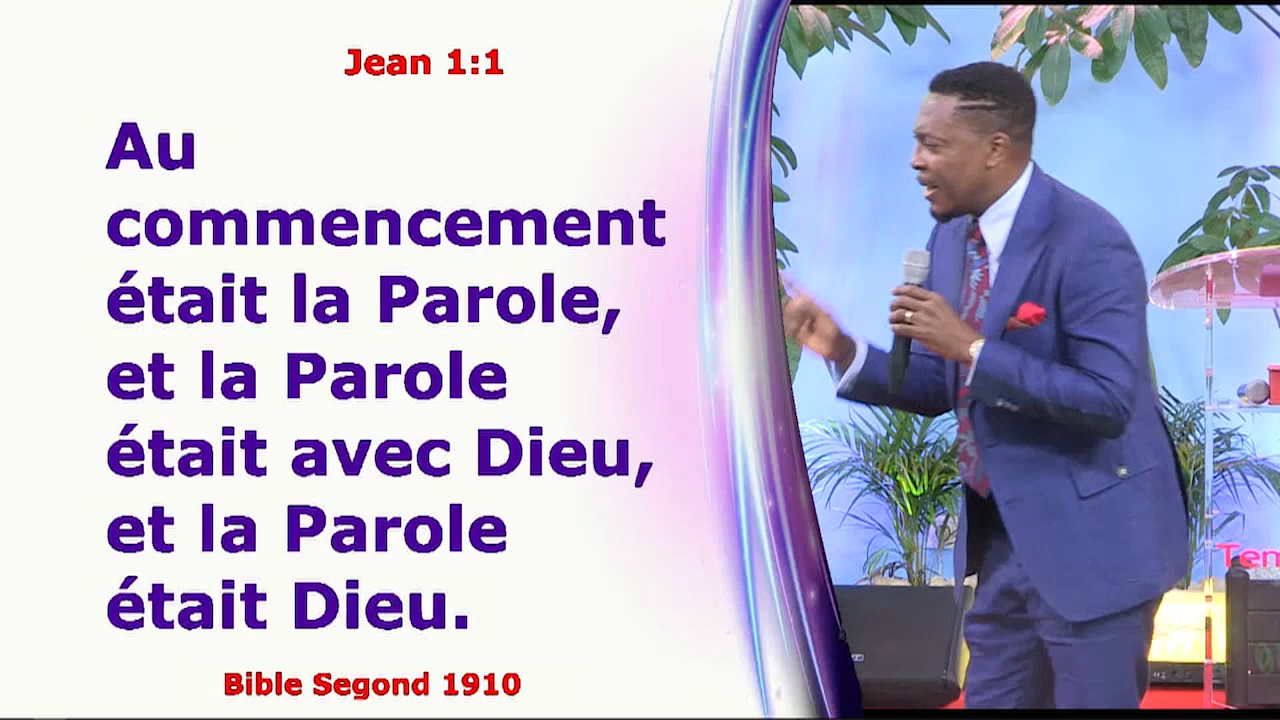 Jean 1:1
Au
commencement
était la Parole,
et la Parole
était avec Dieu,
et la Parole
était Dieu.
Bible Segond 1910